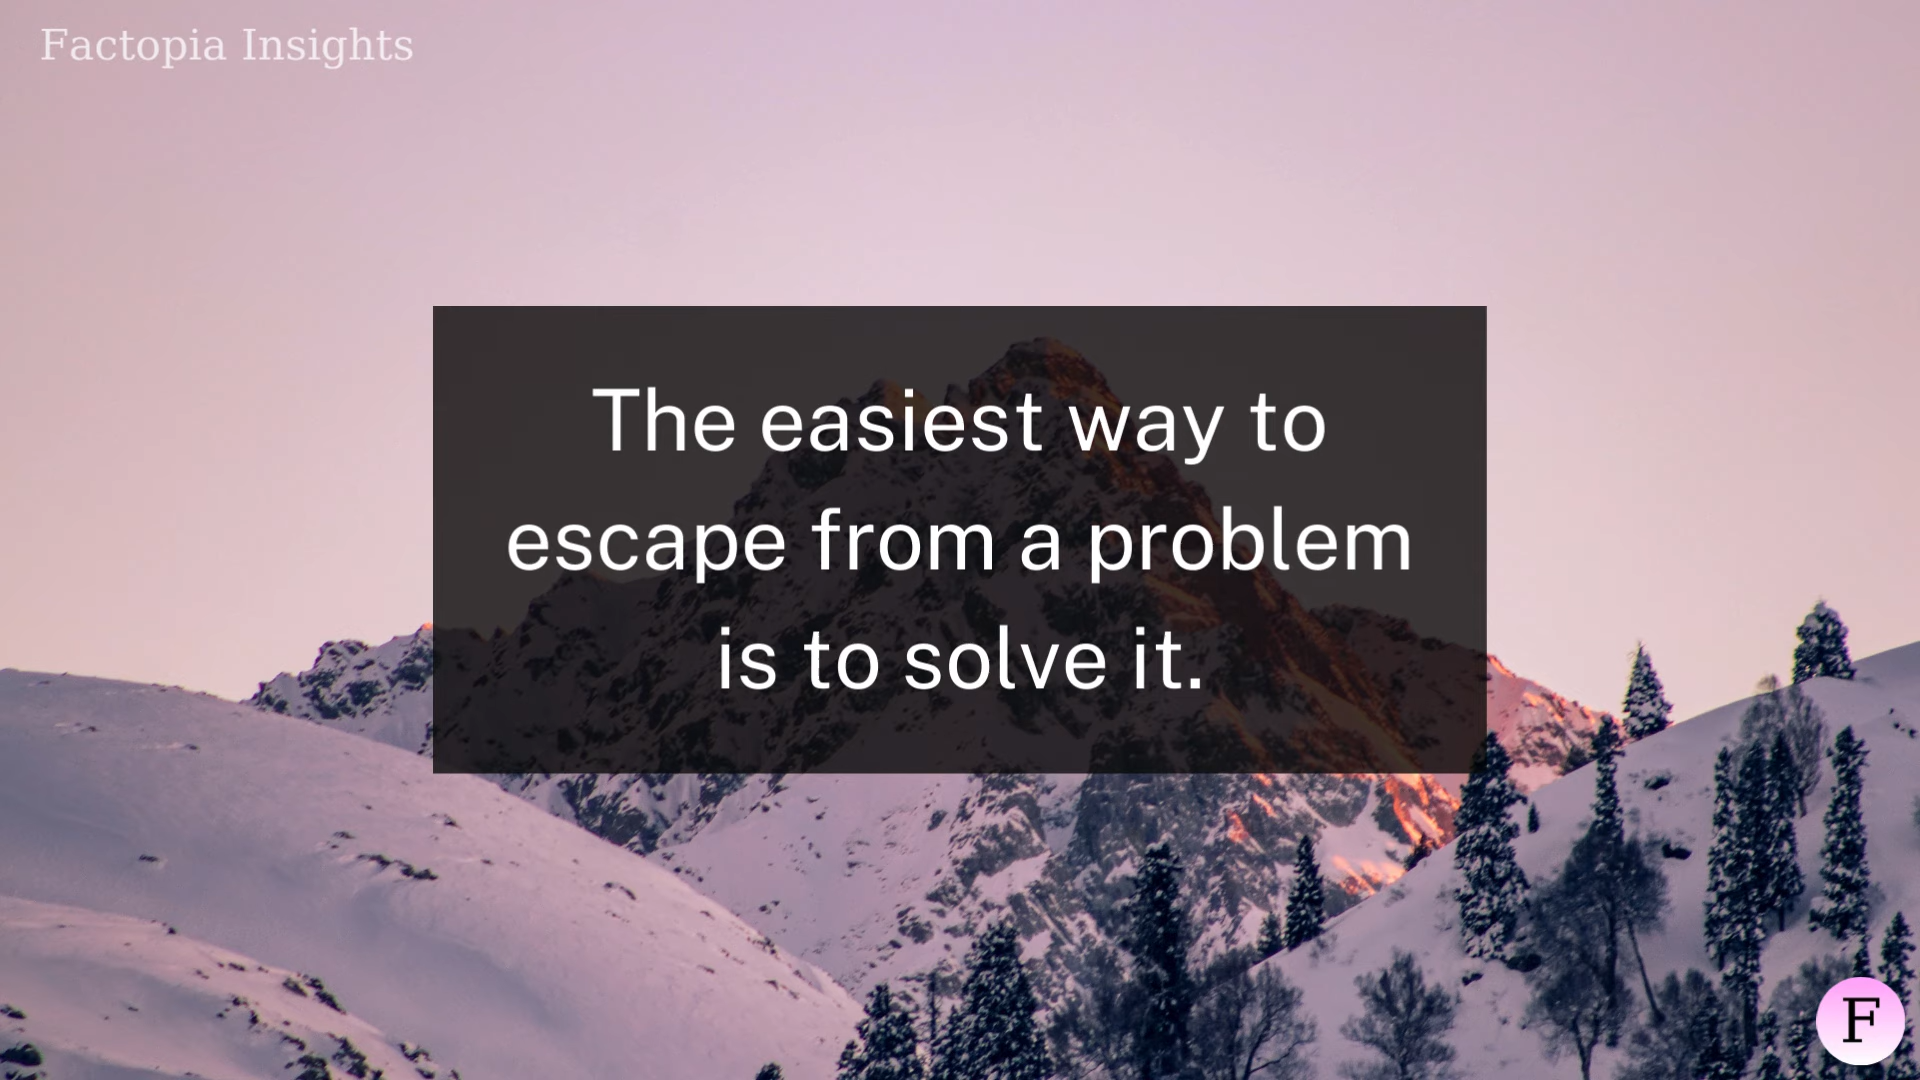 Factopia Insights
The easiest way to
escape from a problem
is to solve it.
F